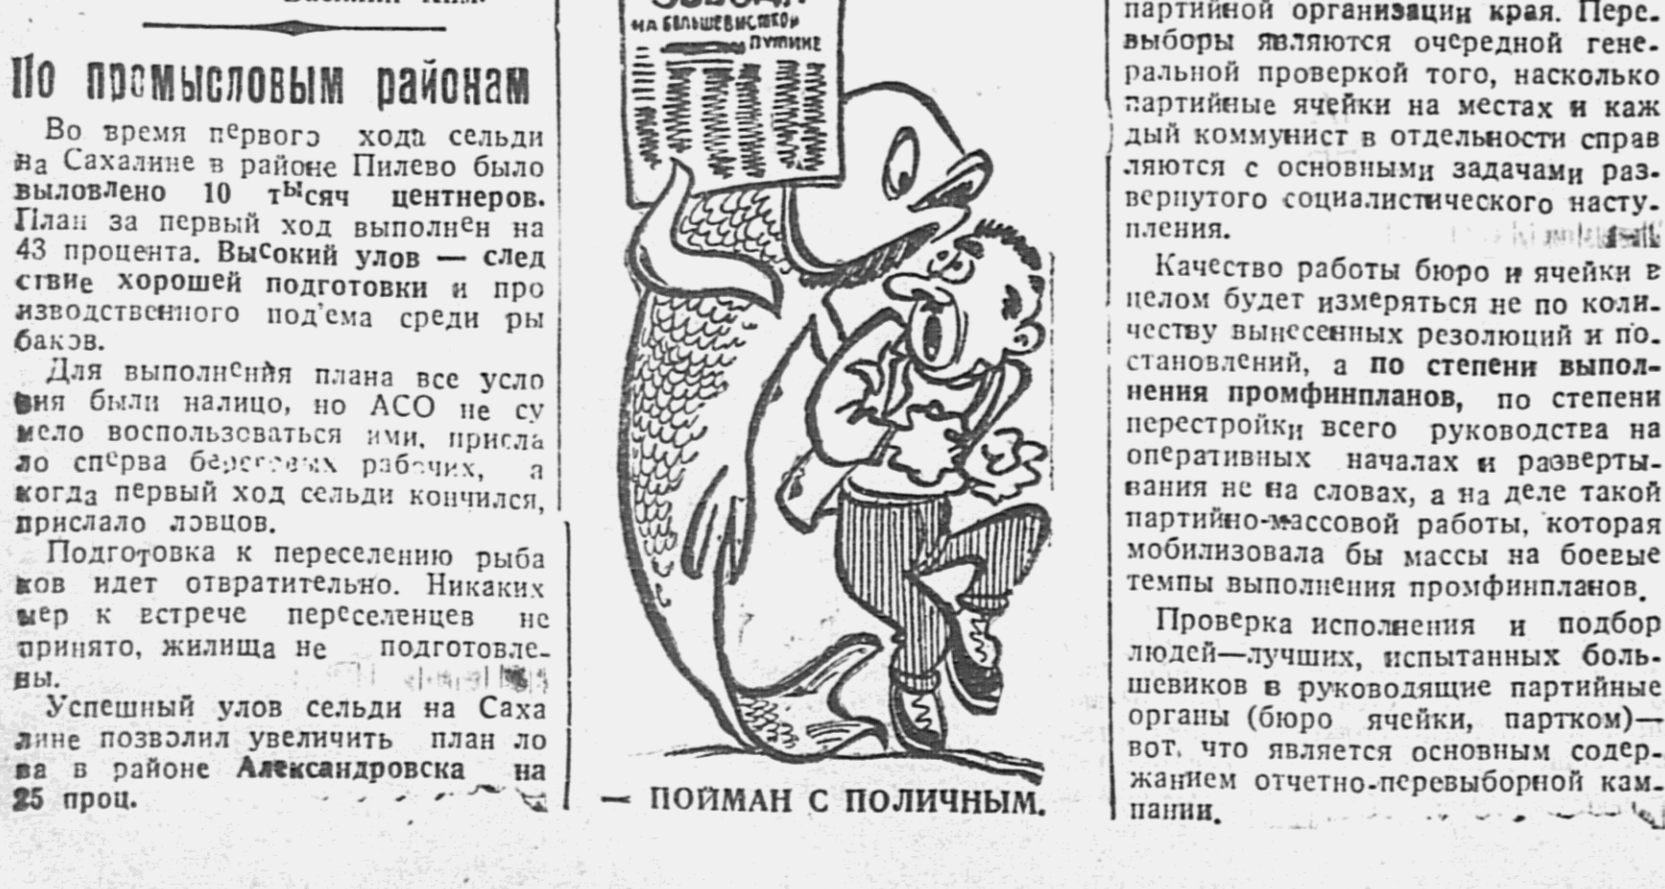 По промысловым районам
Во время первого хода сельди
на Сахалине в районе Пилево было
выловлено 10 тысяч центнеров.
План за первый ход выполнен на
43 процента. Высокий улов — след
ствие хорошей подготовки и про
изводственного под'ема среди ры
баков.
Для выполнения плана все усло
вия были налицо, но АСО не су
мело воспользоваться ими, присла
ло сперва береговых рабочих, а
когда первый ход сельди кончился,
прислало ловцов.
Подготовка к переселению рыба
ков идет отвратительно. Никаких
мер к встрече переселенцев не
принято, жилища не подготовле-
ны.
Успешный улов сельди на Саха
лине позволил увеличить план ло
ва в районе Александровска на
25 проц.
НА БОЛЬШЕВИСТСКОЙ
ПУТИНЕ
— ПОЙМАН С ПОЛИЧНЫМ.
партийной организации края. Пере-
выборы являются очередной гене-
ральной проверкой того, насколько
партийные ячейки на местах и каж
дый коммунист в отдельности справ
ляются с основными задачами раз-
вернутого социалистического насту-
пления.
Качество работы бюро и ячейки в
целом будет измеряться не по коли-
честву вынесенных резолюций и по-
становлений, а по степени выпол-
нения промфинпланов, по степени
перестройки всего руководства на
оперативных началах и разверты-
вания не на словах, а на деле такой
партийно-массовой работы, которая
мобилизовала бы массы на боевые
темпы выполнения промфинпланов.
Проверка исполнения и подбор
людей—лучших, испытанных боль-
шевиков в руководящие партийные
органы (бюро ячейки, партком)—
вот, что является основным содер-
жанием отчетно-перевыборной кам-
пании.